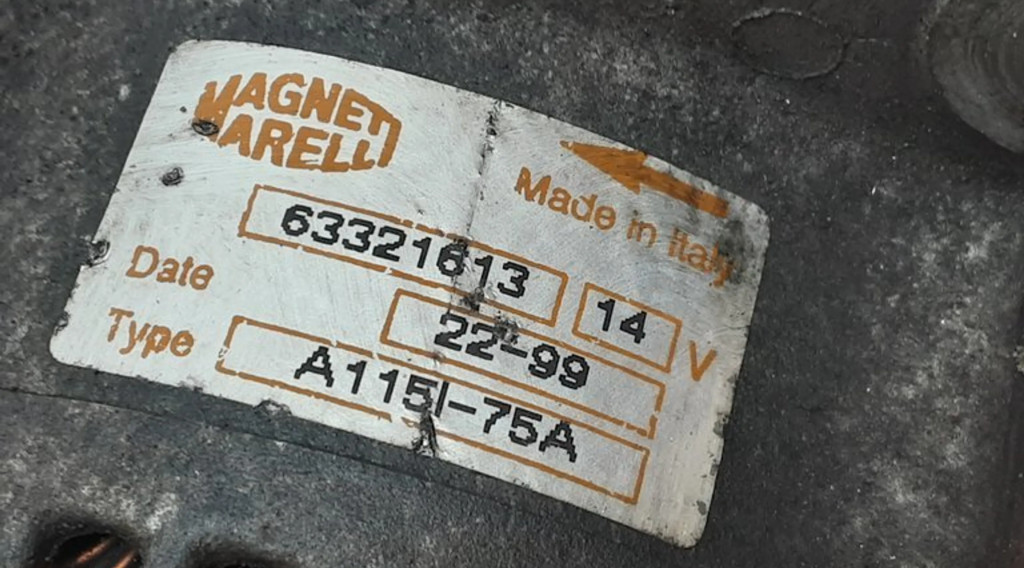 MAGNETI
MARELLI
Made in Italy
63321613
14 V
Date 22-99
Type A115I-75A